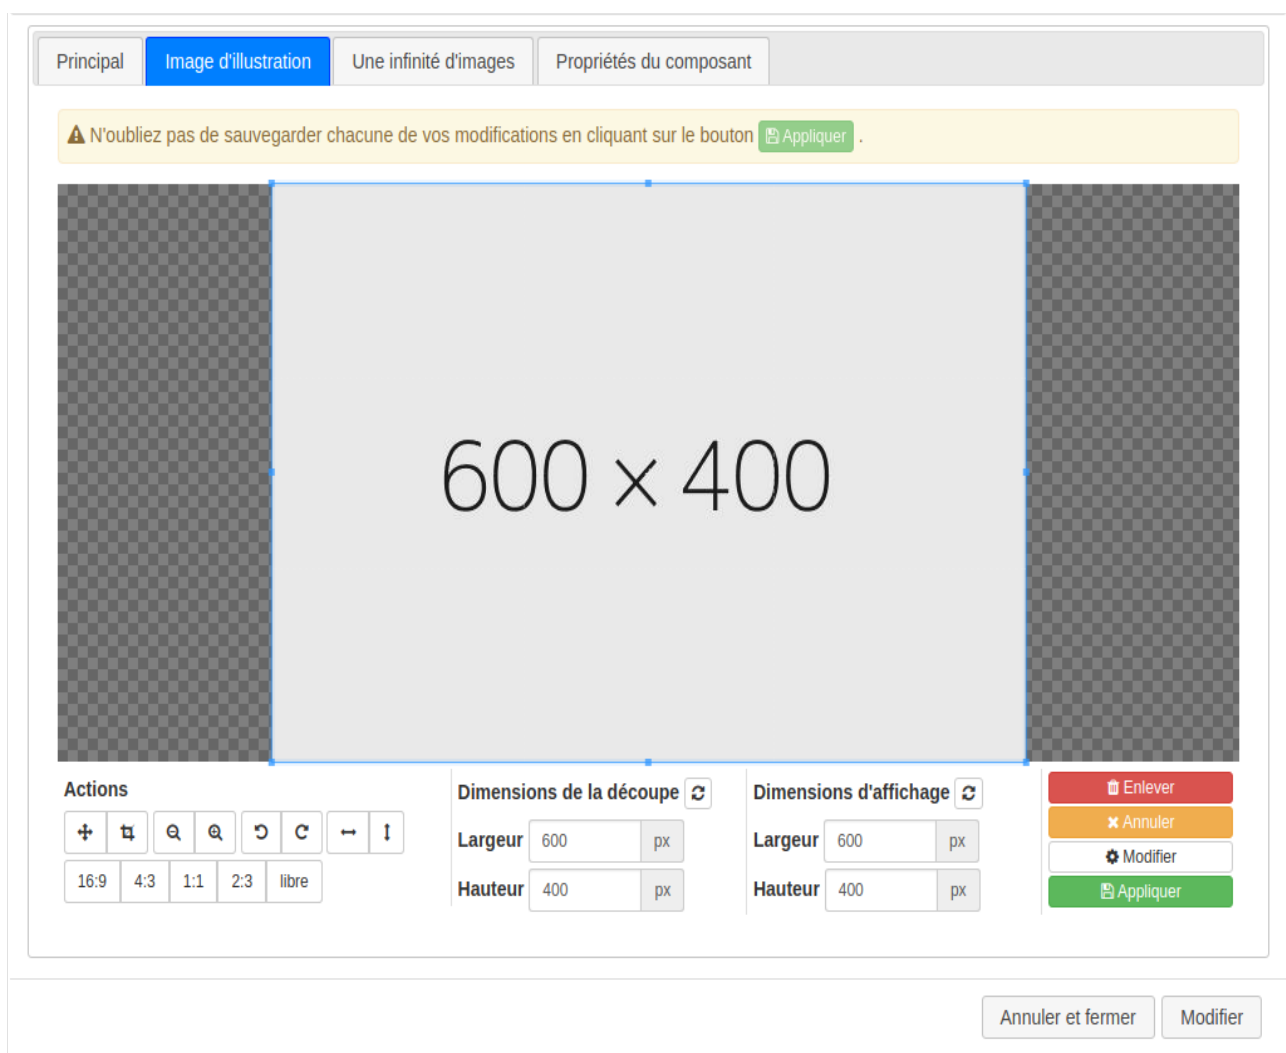 Principal Image d'illustration Une infinité d'images Propriétés du composant
N'oubliez pas de sauvegarder chacune de vos modifications en cliquant sur le bouton Appliquer .
600 × 400
Actions
16:9 4:3 1:1 2:3 libre
Dimensions de la découpe
Largeur 600 px
Hauteur 400 px
Dimensions d'affichage
Largeur 600 px
Hauteur 400 px
Enlever
Annuler
Modifier
Appliquer
Annuler et fermer Modifier